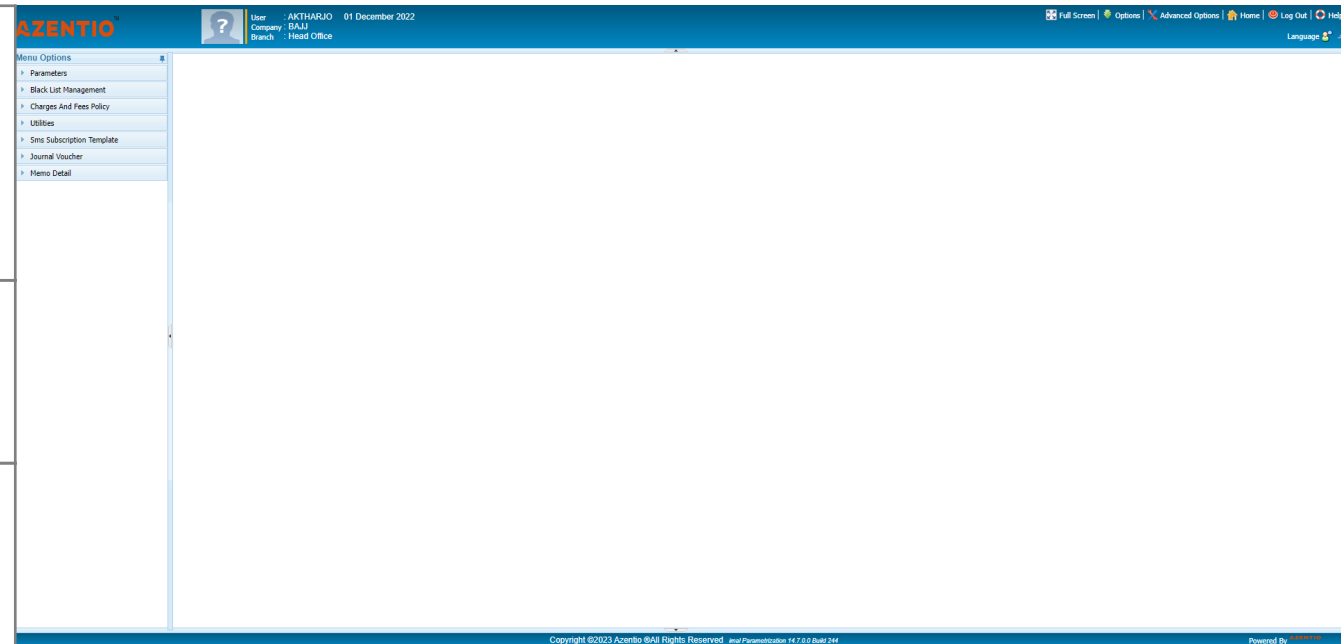 AZENTIO™
User : AKTHARJO 01 December 2022
Company : BAJJ
Branch : Head Office
Full Screen | Options | Advanced Options | Home | Log Out | Help
Language
Menu Options
Parameters
Black List Management
Charges And Fees Policy
Utilities
Sms Subscription Template
Journal Voucher
Memo Detail
Copyright ©2023 Azentio ®All Rights Reserved imal Parametrization 14.7.0.0 Build 244
Powered By AZENTIO